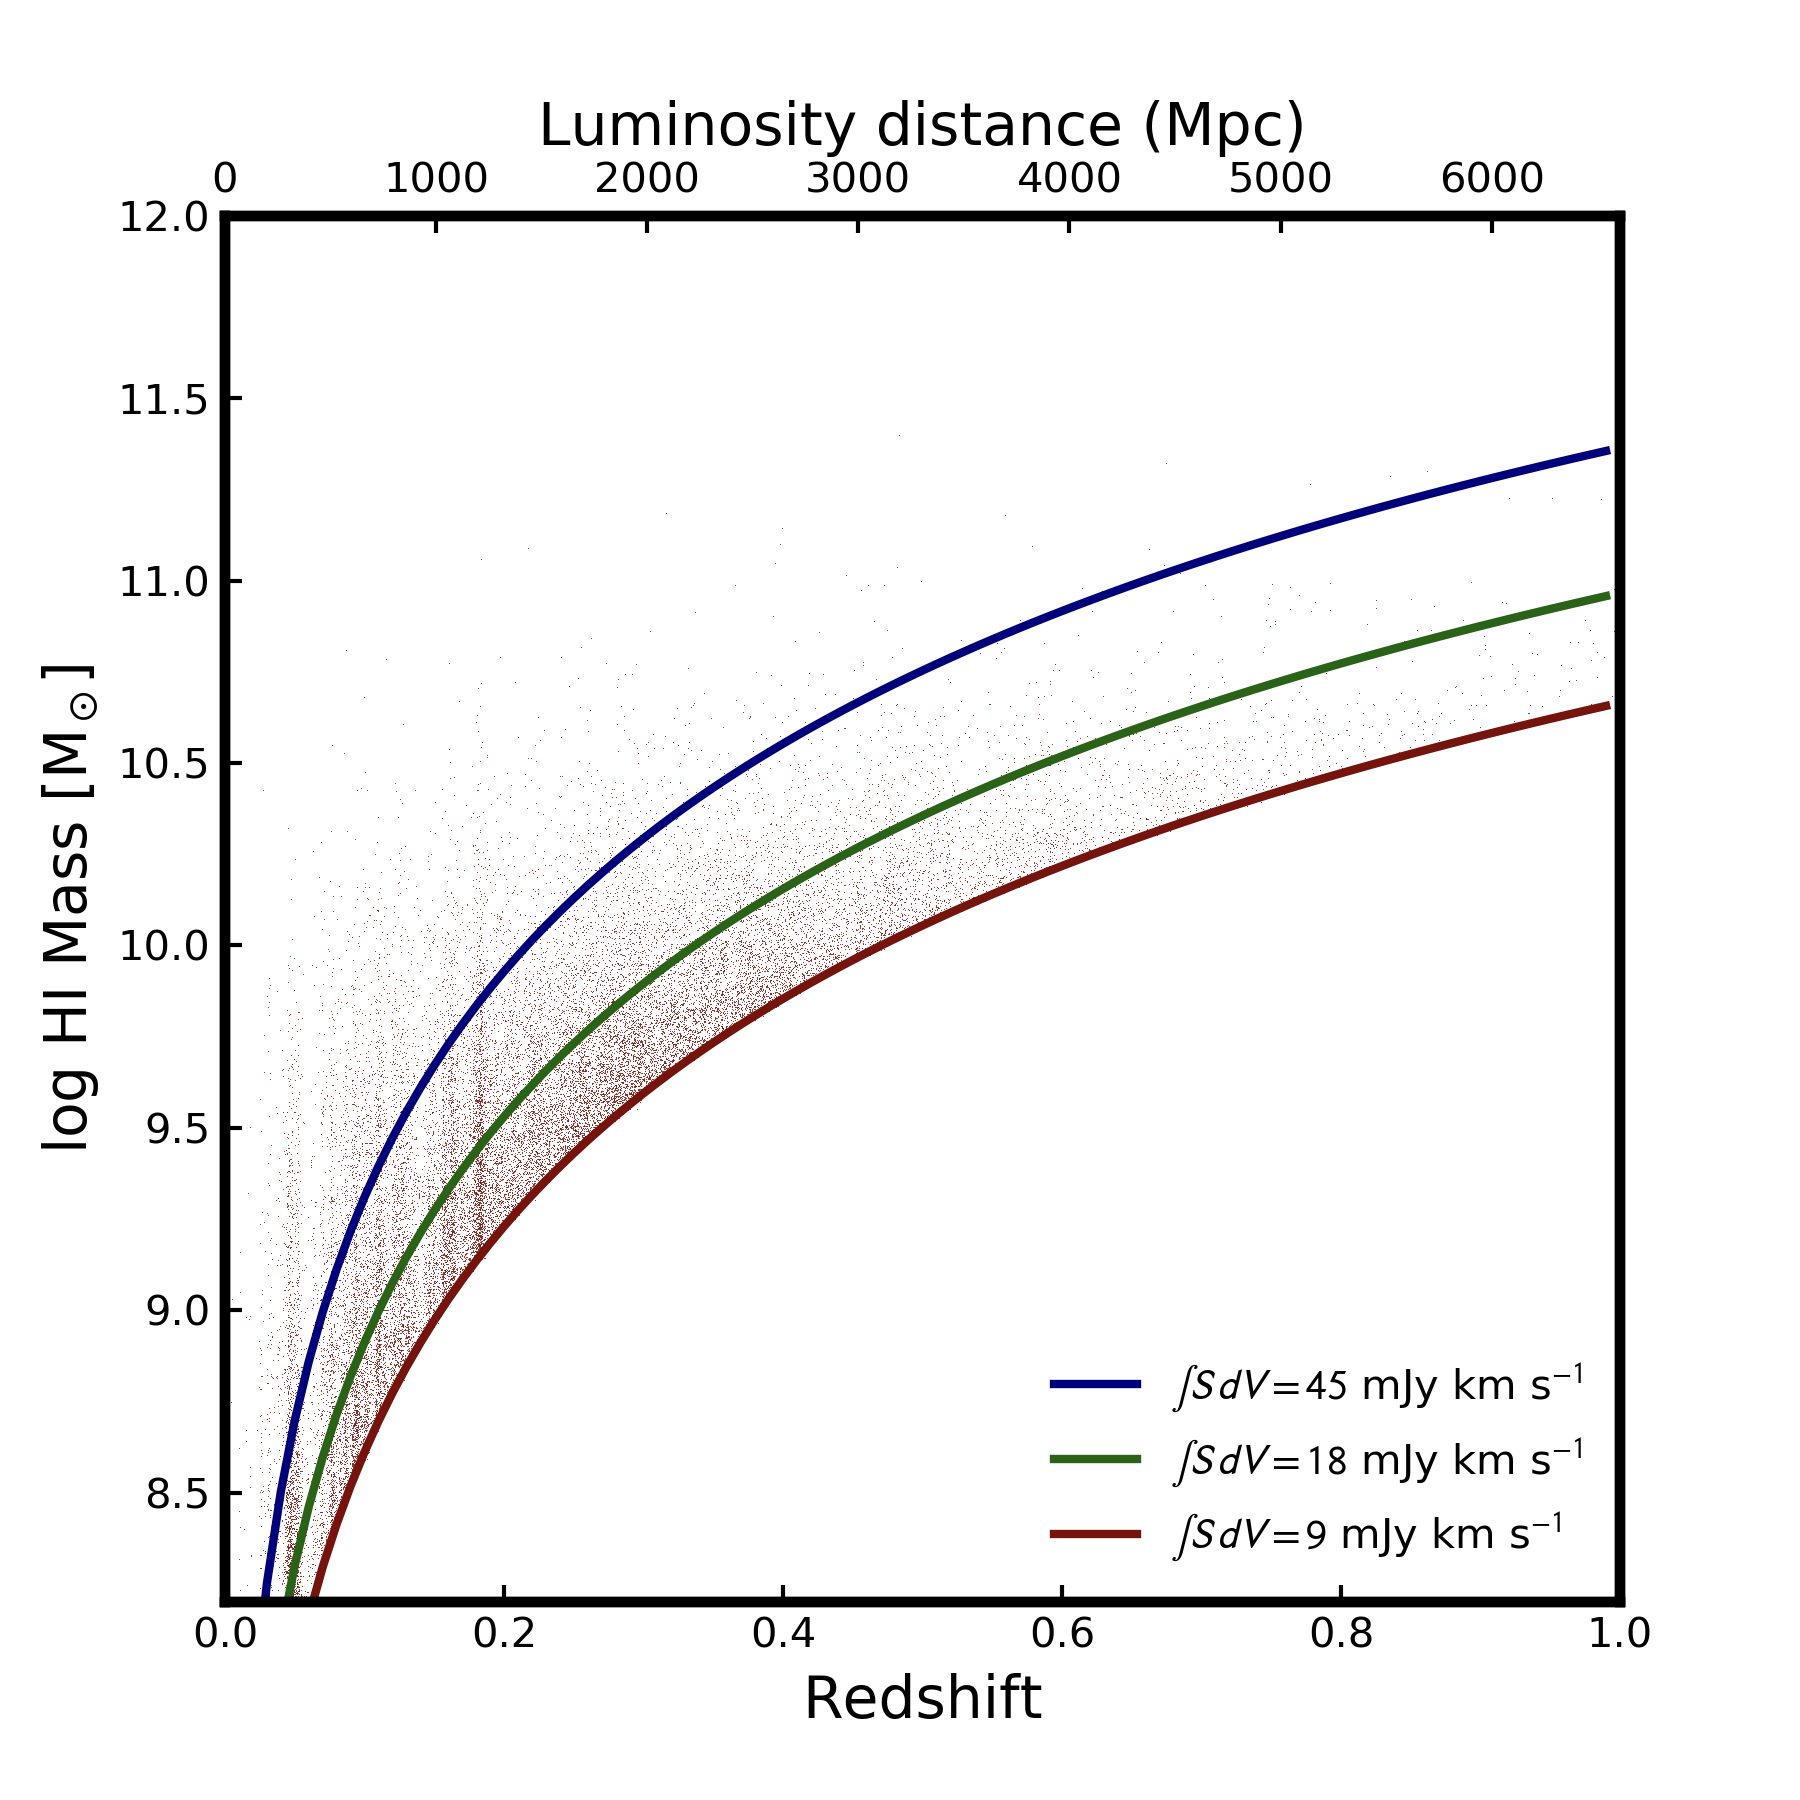 Luminosity distance (Mpc)
0 1000 2000 3000 4000 5000 6000
12.0
11.5
11.0
10.5
10.0
9.5
9.0
8.5
log HI Mass [M⊙]
∫SdV=45 mJy km s⁻¹
∫SdV=18 mJy km s⁻¹
∫SdV=9 mJy km s⁻¹
0.0 0.2 0.4 0.6 0.8 1.0
Redshift